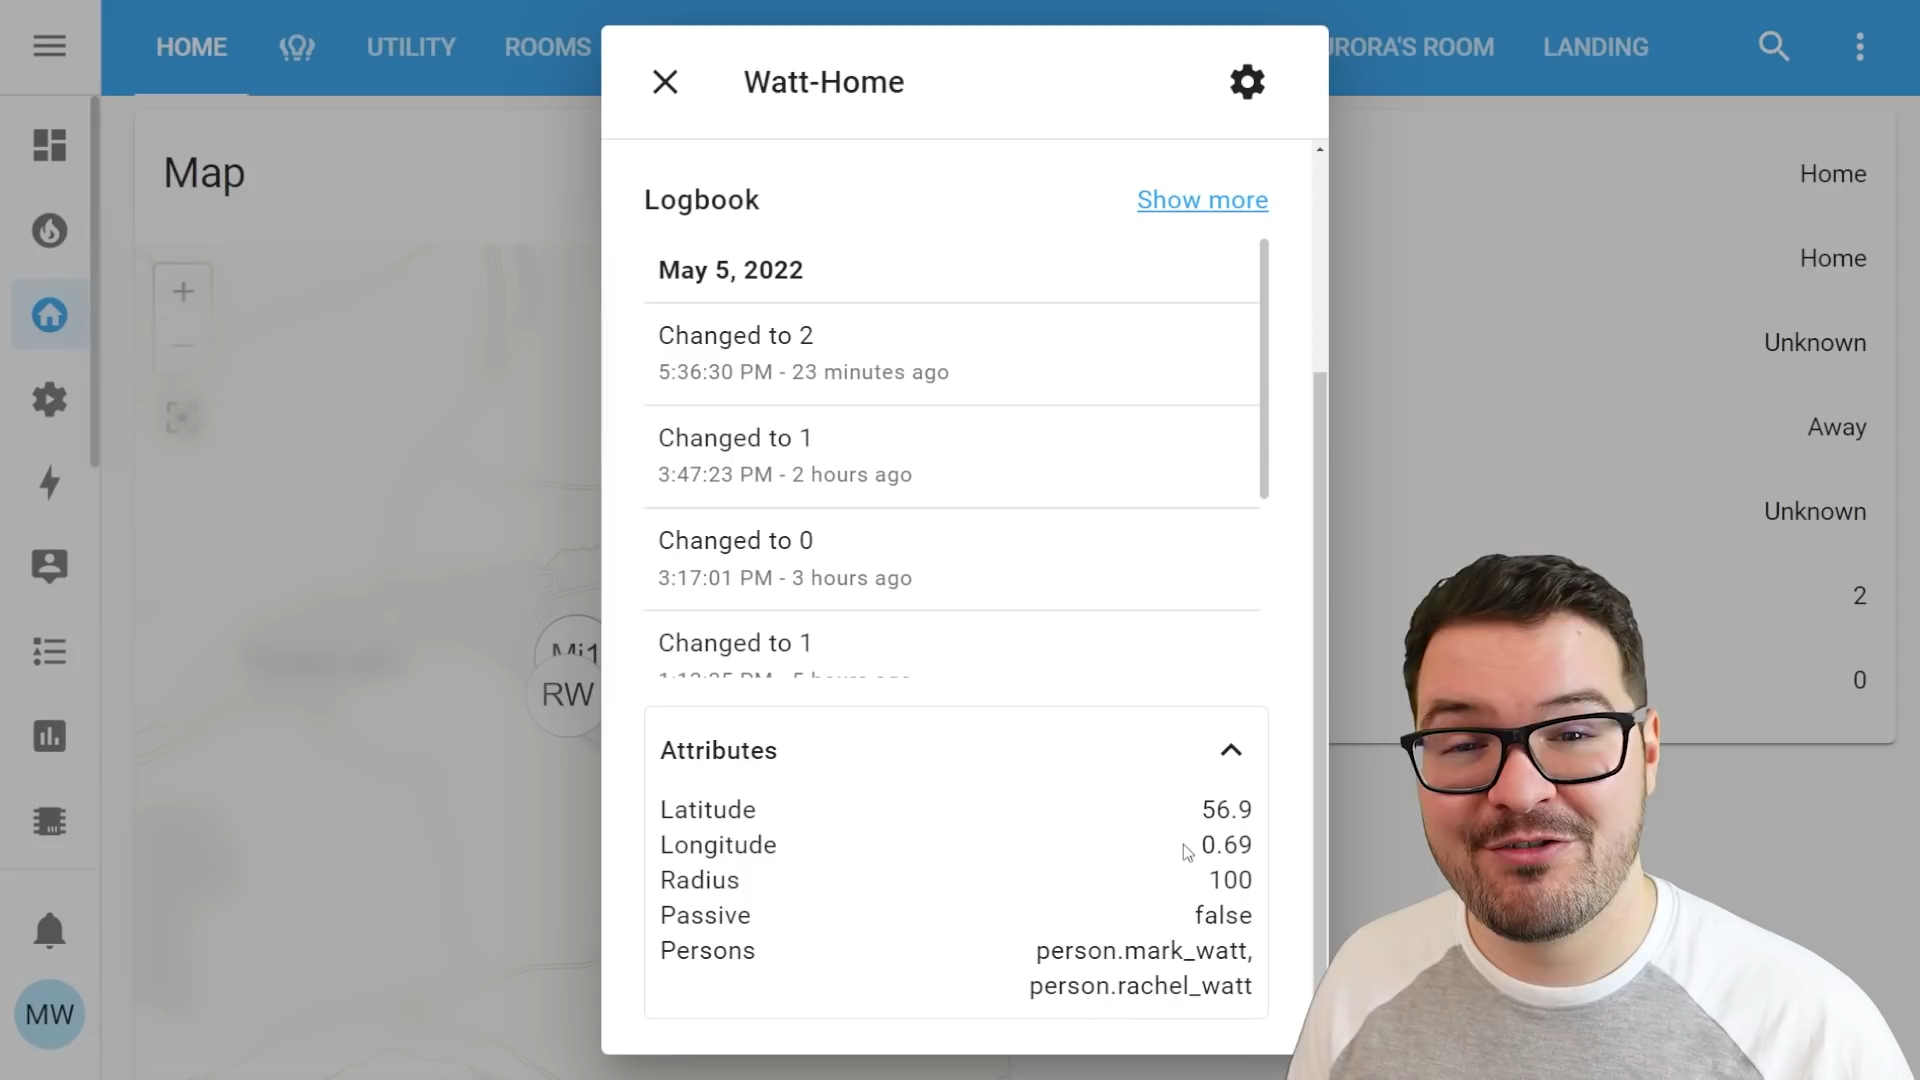 HOME UTILITY ROOMS
LANDING
Watt-Home
Map
Home
Home
Unknown
Away
Unknown
2
0
Logbook Show more
May 5, 2022
Changed to 2
5:36:30 PM - 23 minutes ago
Changed to 1
3:47:23 PM - 2 hours ago
Changed to 0
3:17:01 PM - 3 hours ago
Changed to 1
RW
Attributes
Latitude 56.9
Longitude 0.69
Radius 100
Passive false
Persons person.mark_watt,
person.rachel_watt
MW
ROOM